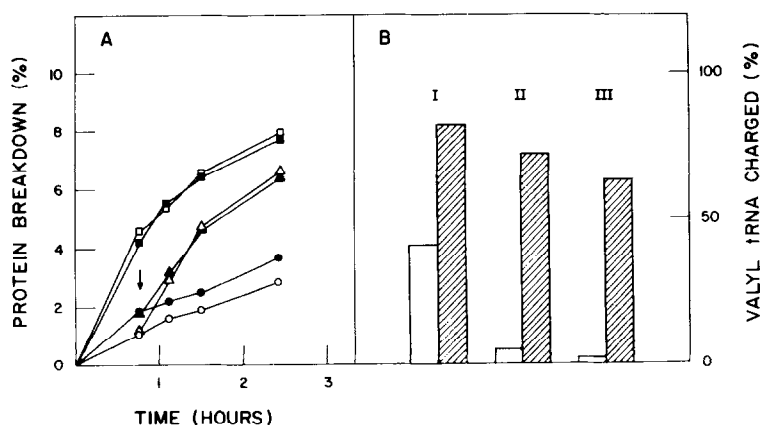 A
B
PROTEIN BREAKDOWN (%)
10
8
6
4
2
0
1
2
3
TIME (HOURS)
I
II
III
100
50
0
VALYL tRNA CHARGED (%)